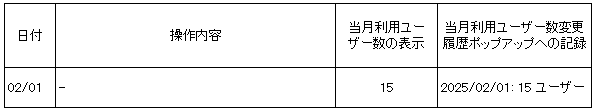 日付
操作内容
当月利用ユー
ザー数の表示
当月利用ユーザー数変更
履歴ポップアップへの記録
02/01
-
15
2025/02/01: 15 ユーザー